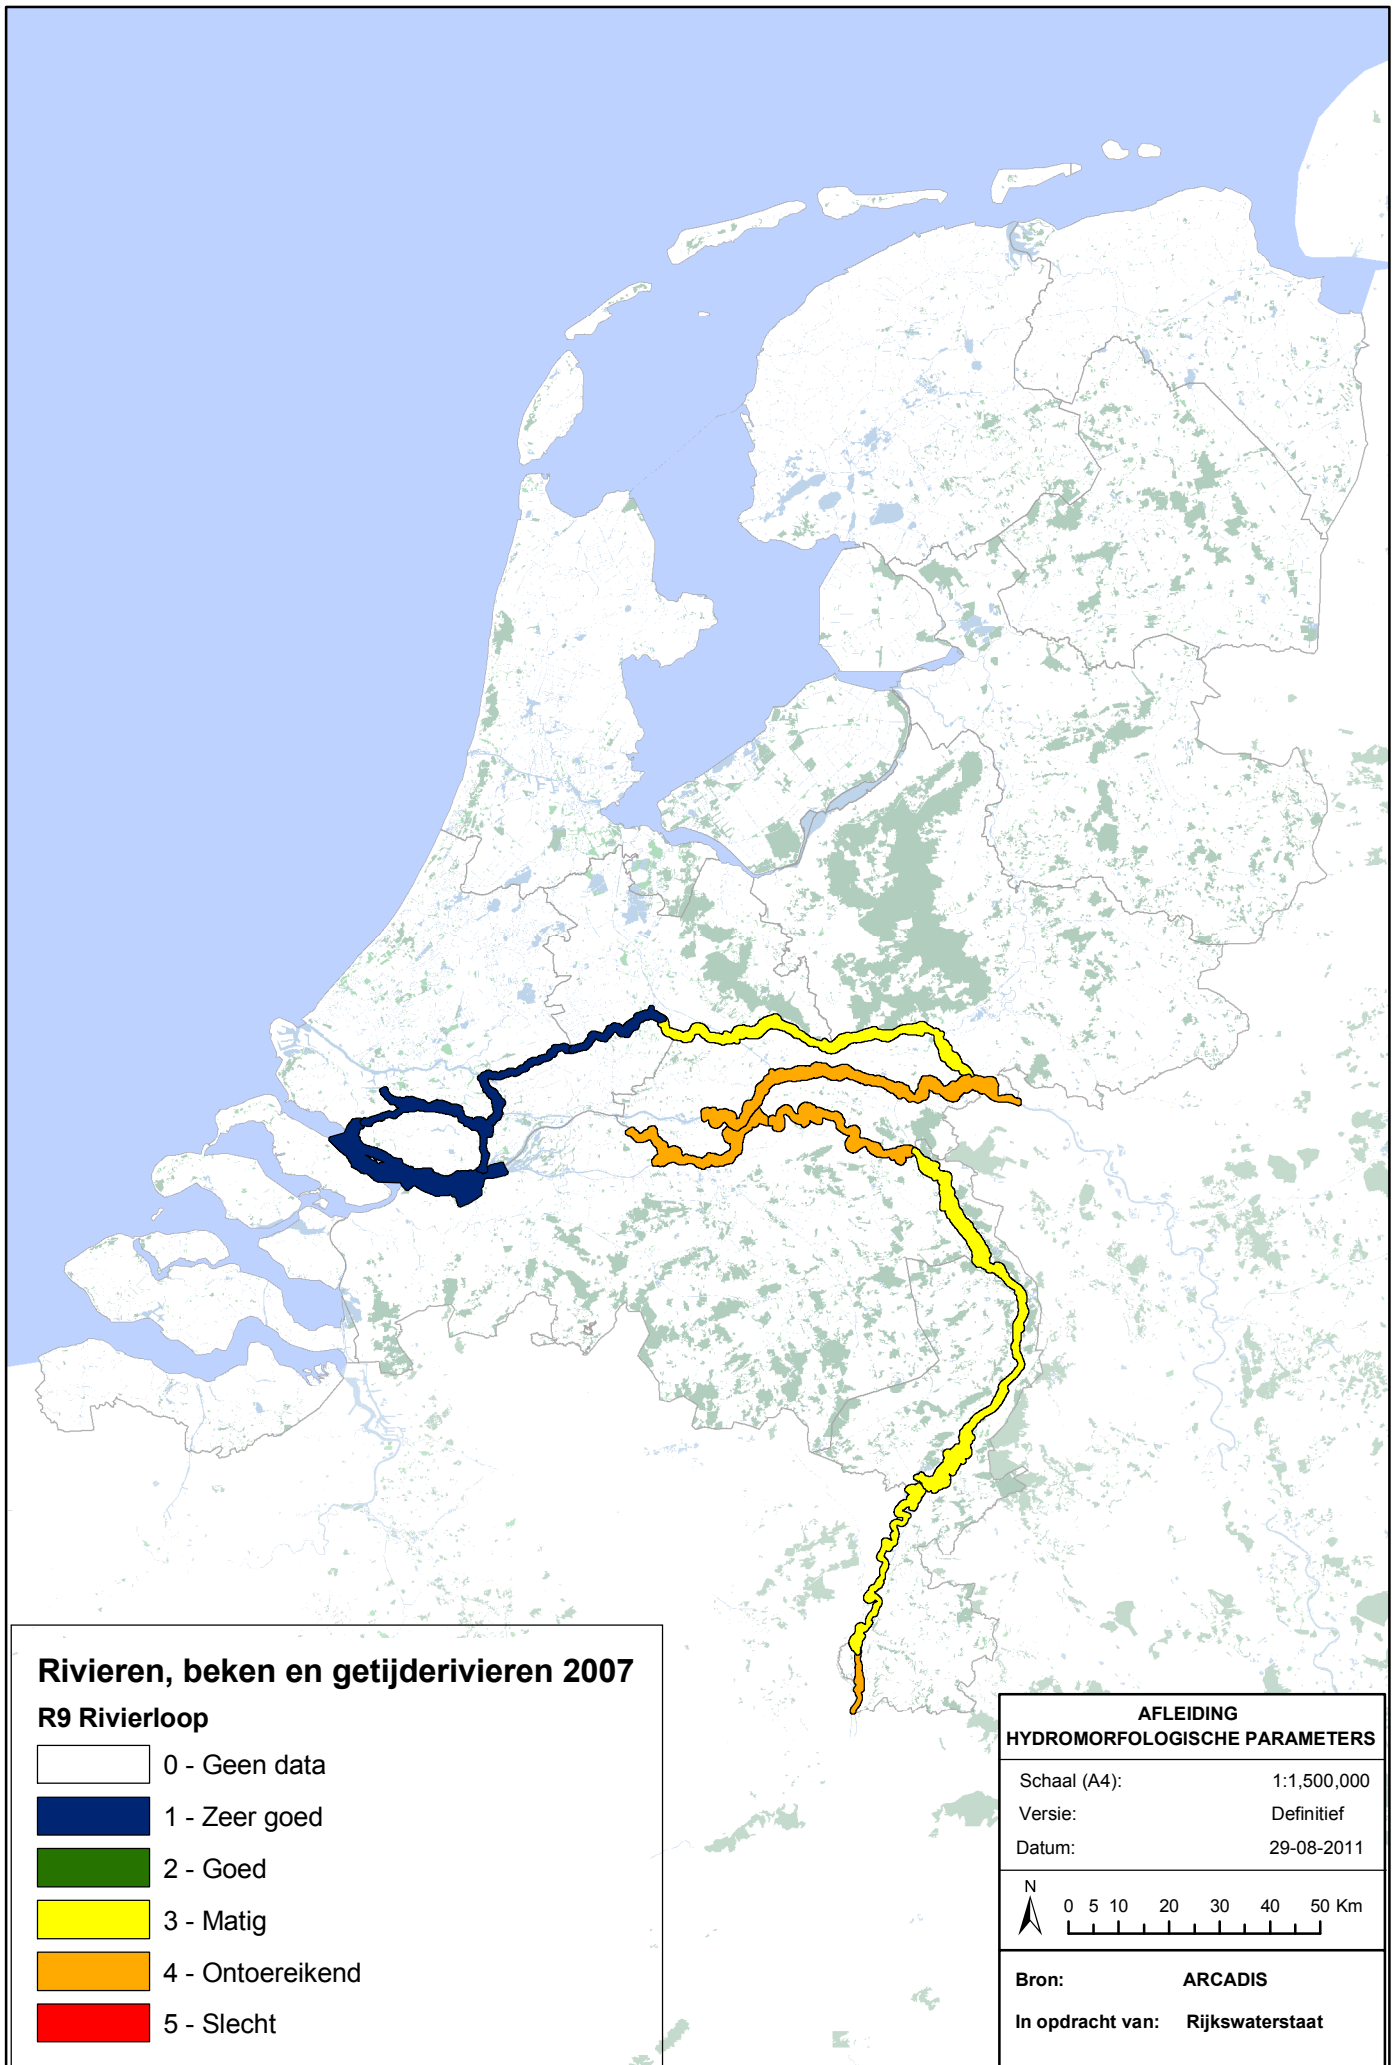 Rivieren, beken en getijderivieren 2007
R9 Rivierloop
0 - Geen data
1 - Zeer goed
2 - Goed
3 - Matig
4 - Ontoereikend
5 - Slecht
AFLEIDING
HYDROMORFOLOGISCHE PARAMETERS
Schaal (A4): 1:1,500,000
Versie: Definitief
Datum: 29-08-2011
N
0 5 10 20 30 40 50 Km
Bron: ARCADIS
In opdracht van: Rijkswaterstaat